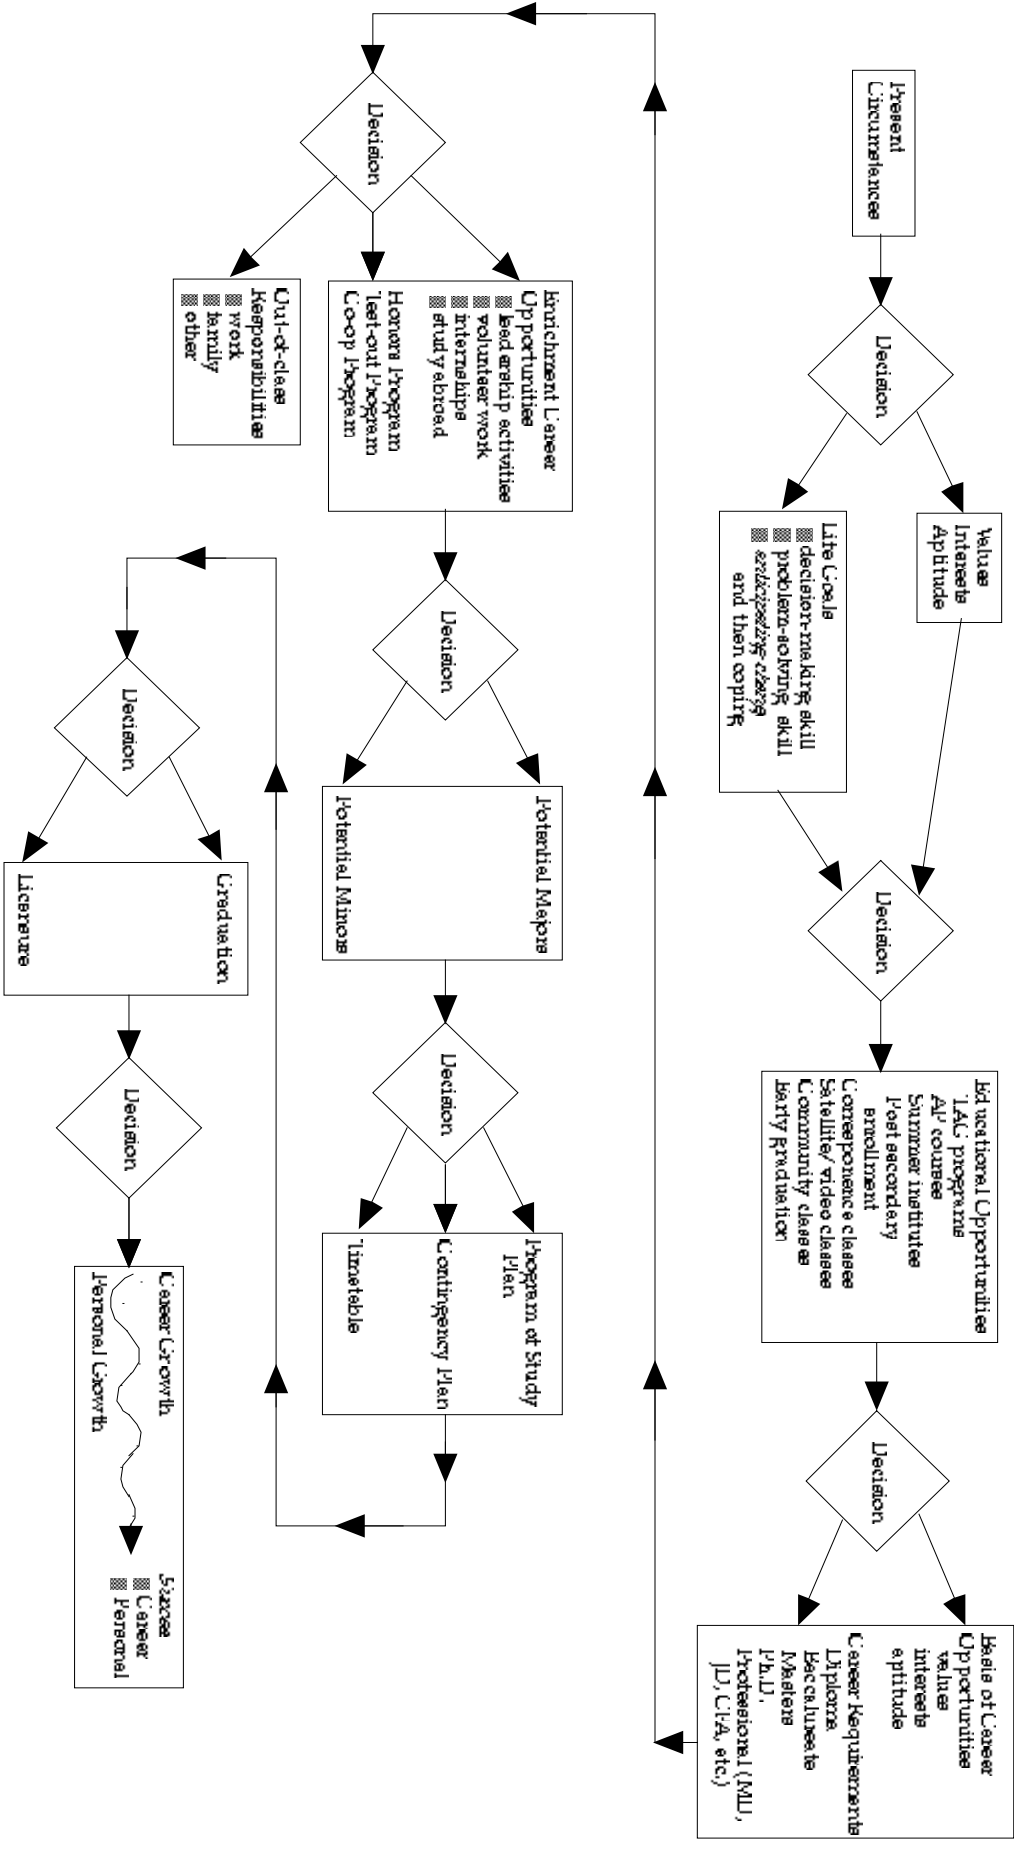 Present
Circumstances
Decision
Values
Interests
Aptitude
Life Goals
decision-making skill
problem-solving skill
anticipating change
and then coping
Decision
Educational Opportunities
TAG programs
AP courses
Summer institutes
Post secondary
enrollment
Corresponence classes
Satellite/video classes
Community classes
Early graduation
Decision
Basis of Career
Opportunities
values
interests
aptitude
Career Requirements
Diploma
Baccalureate
Masters
Ph.D.
Professional (MD,
JD, CPA, etc.)
Decision
Enrichment Career
Opportunities
leadership activities
volunteer work
internships
study abroad
Honors Program
Test-out Program
Co-op Program
Out-of-class
Responsibilities
work
family
other
Decision
Potential Majors
Potential Minors
Decision
Program of Study
Plan
Contingency Plan
Timetable
Decision
Graduation
Licensure
Decision
Career Growth
Personal Growth
Career
Personal